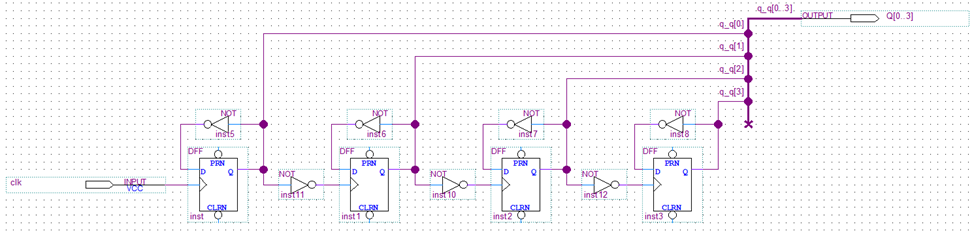 q_q[0..3]
OUTPUT
Q[0..3]
q_q[0]
q_q[1]
q_q[2]
q_q[3]
NOT
inst5
NOT
inst6
NOT
inst7
NOT
inst8
clk
INPUT
VCC
DFF
PRN
D
Q
CLRN
inst
NOT
inst11
DFF
PRN
D
Q
CLRN
inst1
NOT
inst10
DFF
PRN
D
Q
CLRN
inst2
NOT
inst12
DFF
PRN
D
Q
CLRN
inst3